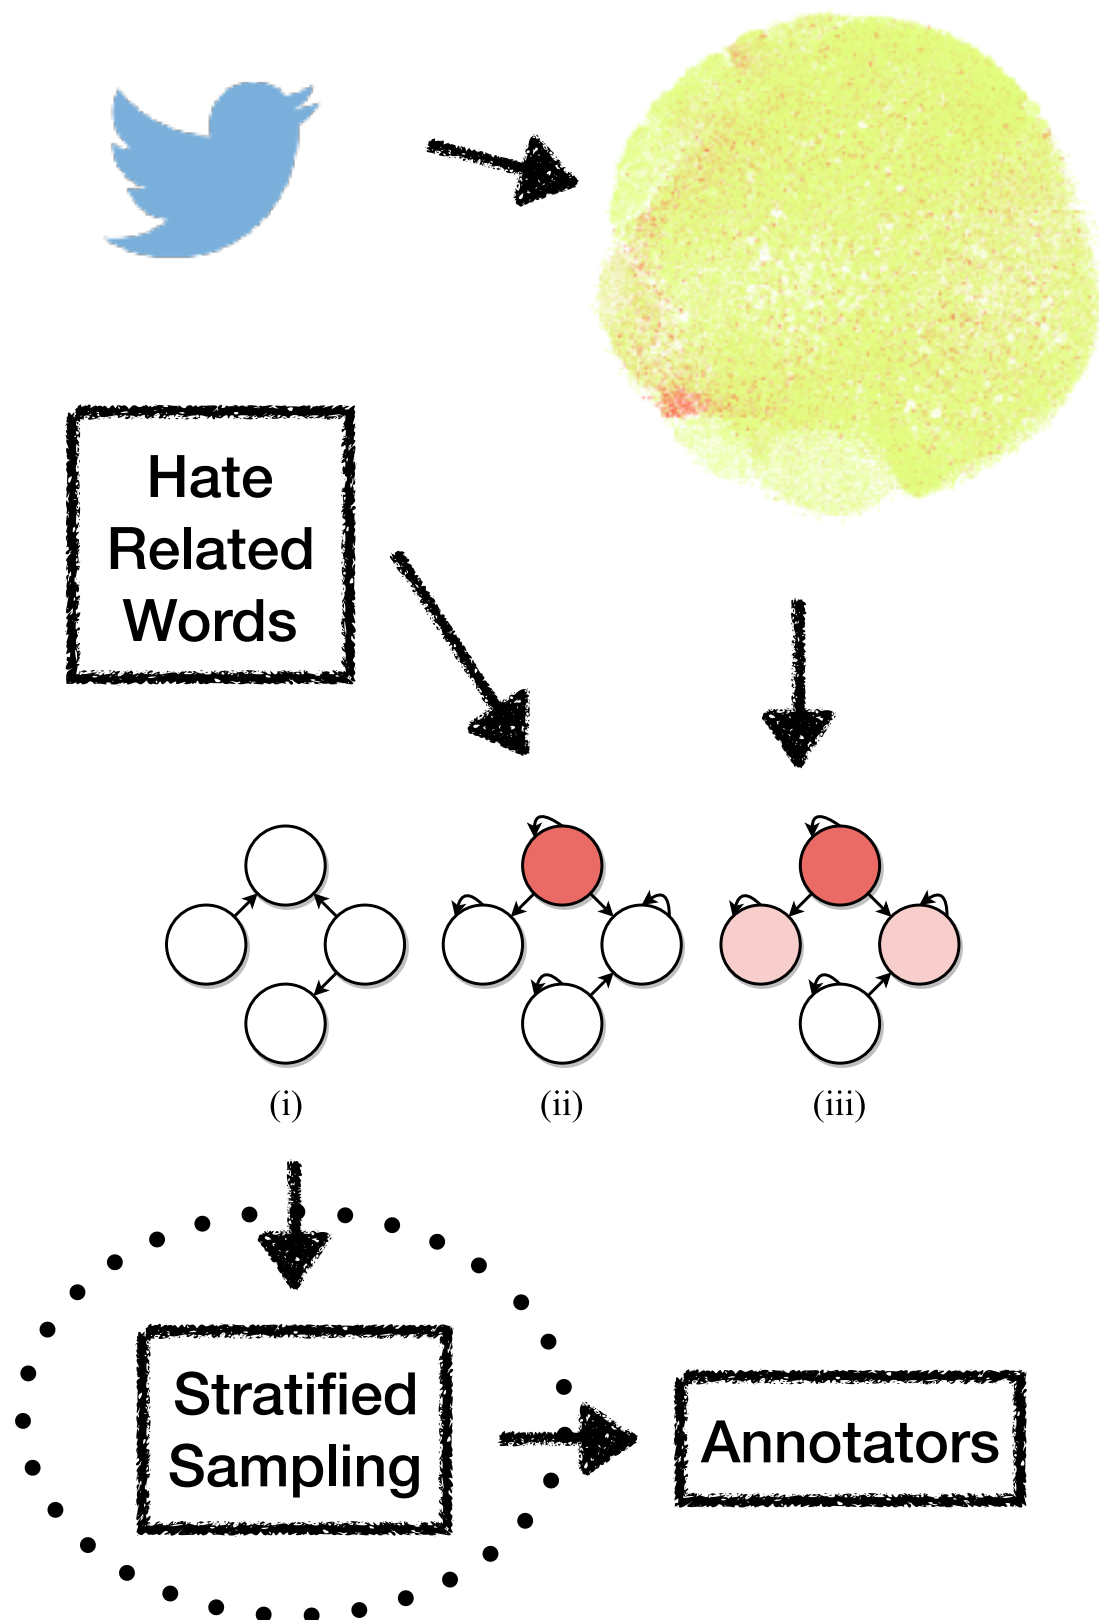 Hate
Related
Words
(i)
(ii)
(iii)
Stratified
Sampling
Annotators